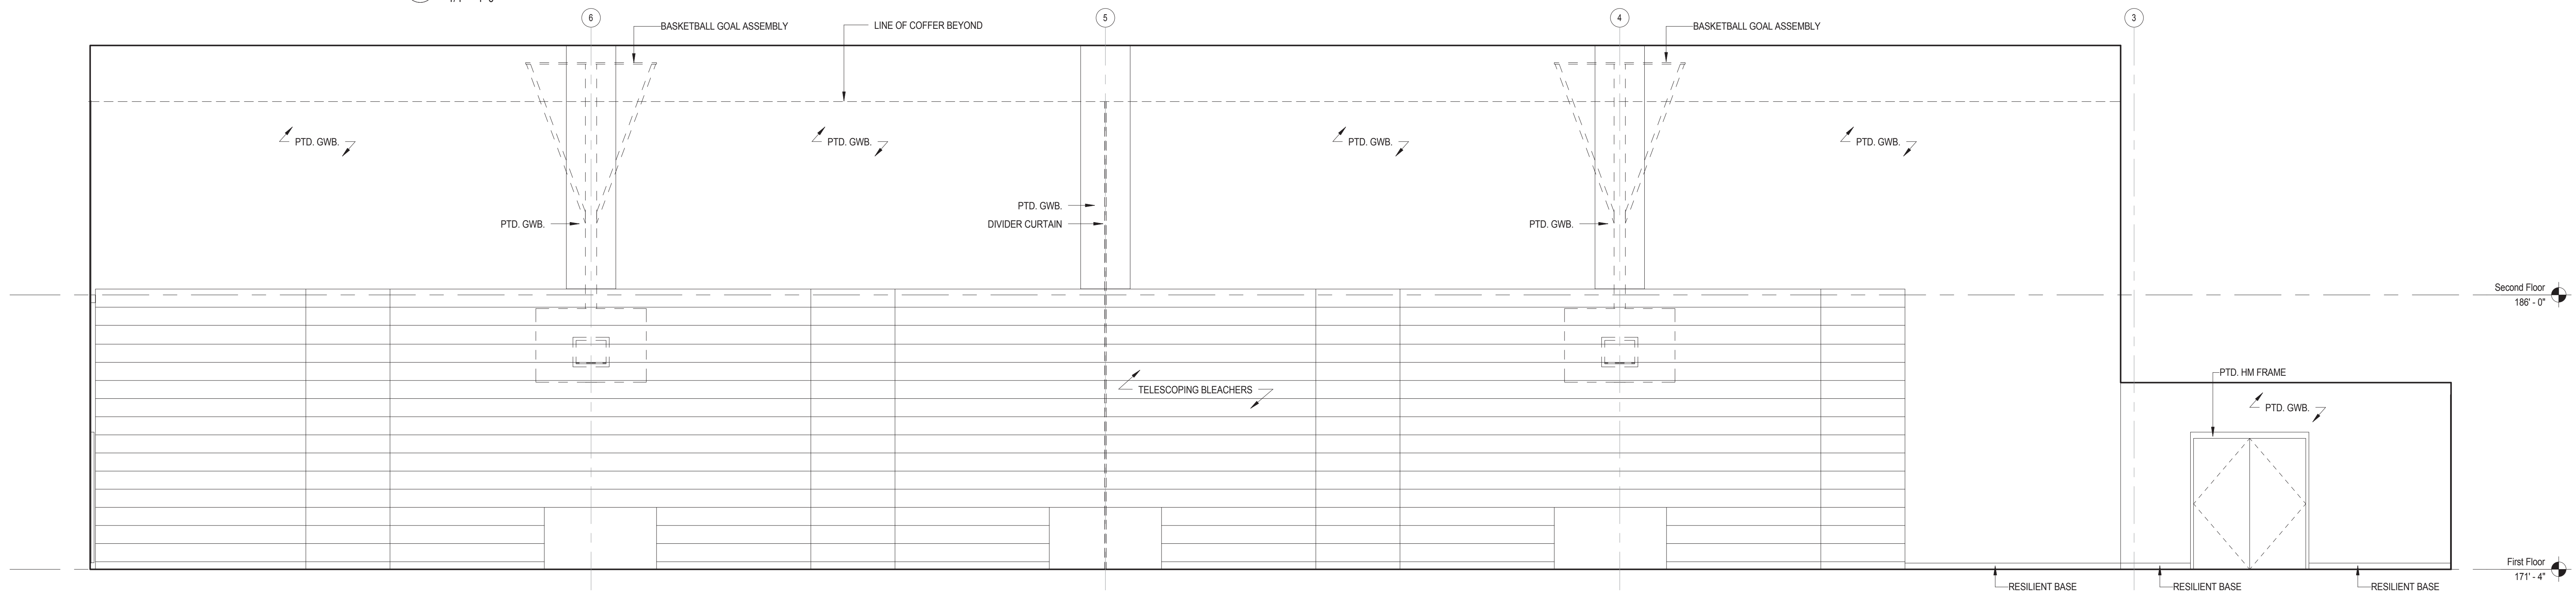 6
5
4
3
BASKETBALL GOAL ASSEMBLY
LINE OF COFFER BEYOND
BASKETBALL GOAL ASSEMBLY
PTD. GWB.
PTD. GWB.
PTD. GWB.
PTD. GWB.
PTD. GWB.
PTD. GWB.
DIVIDER CURTAIN
PTD. GWB.
Second Floor
186' - 0"
TELESCOPING BLEACHERS
PTD. HM FRAME
PTD. GWB.
First Floor
171' - 4"
RESILIENT BASE
RESILIENT BASE
RESILIENT BASE